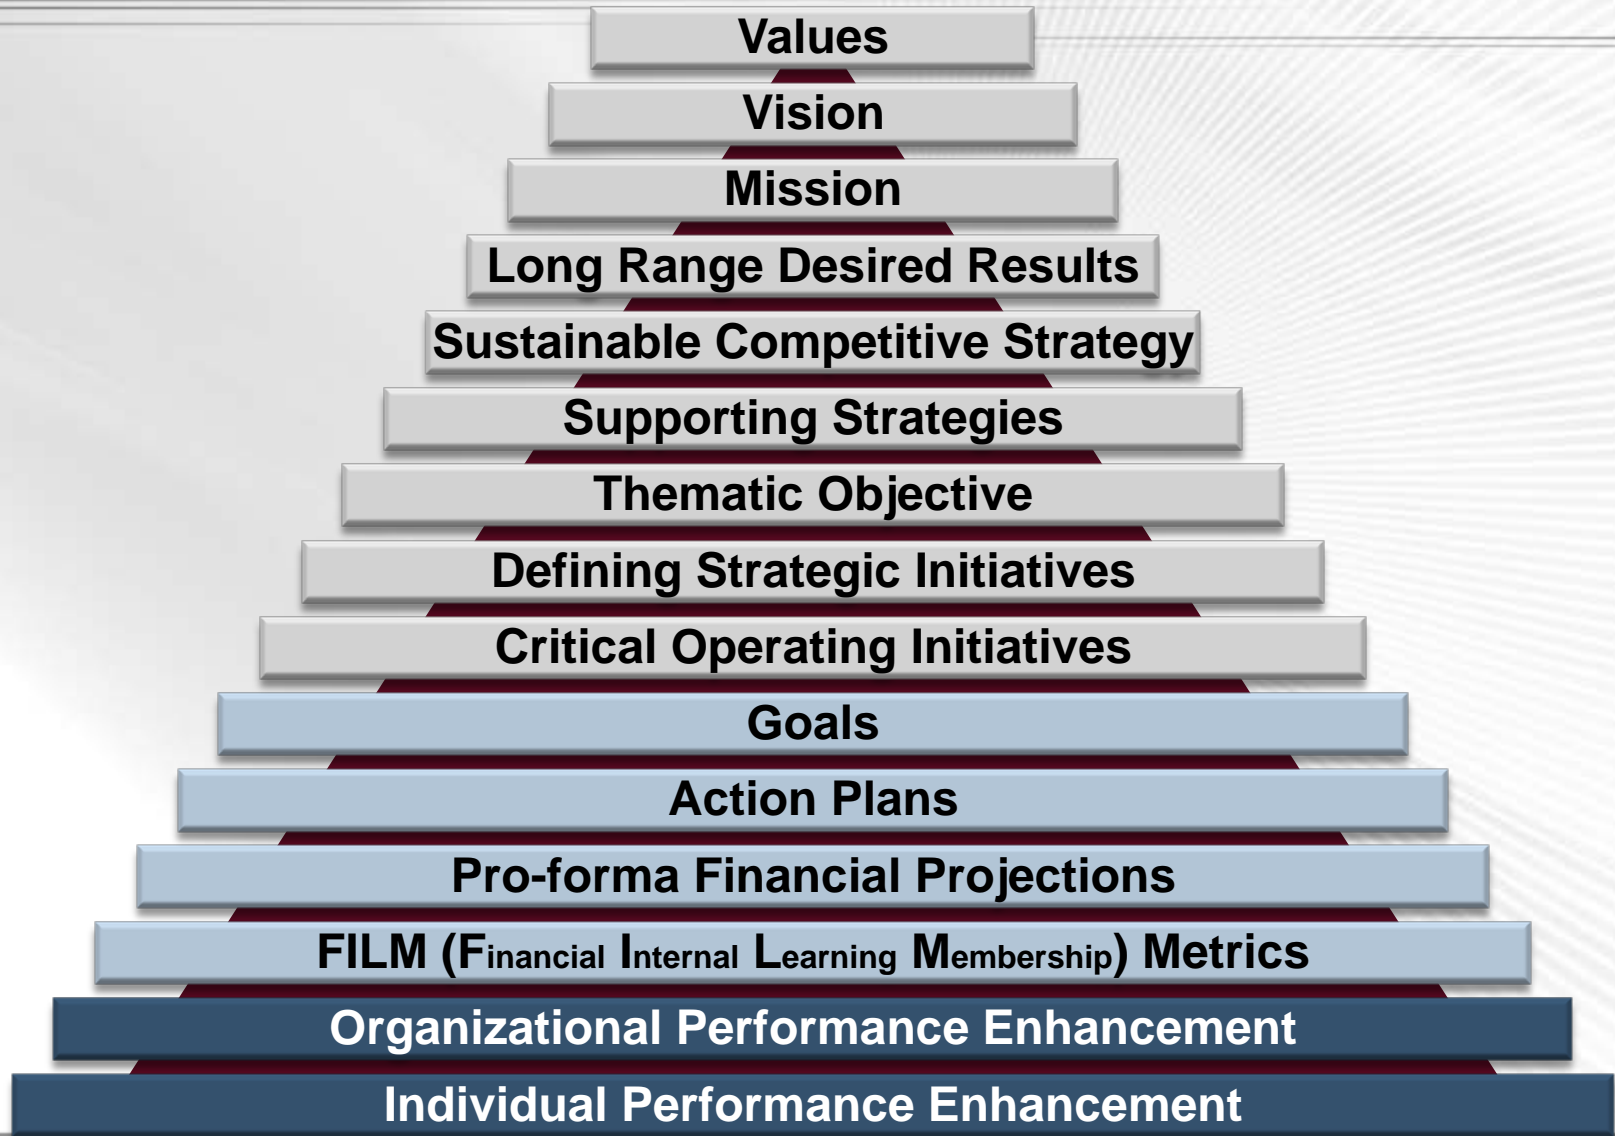 Values
Vision
Mission
Long Range Desired Results
Sustainable Competitive Strategy
Supporting Strategies
Thematic Objective
Defining Strategic Initiatives
Critical Operating Initiatives
Goals
Action Plans
Pro-forma Financial Projections
FILM (Financial Internal Learning Membership) Metrics
Organizational Performance Enhancement
Individual Performance Enhancement